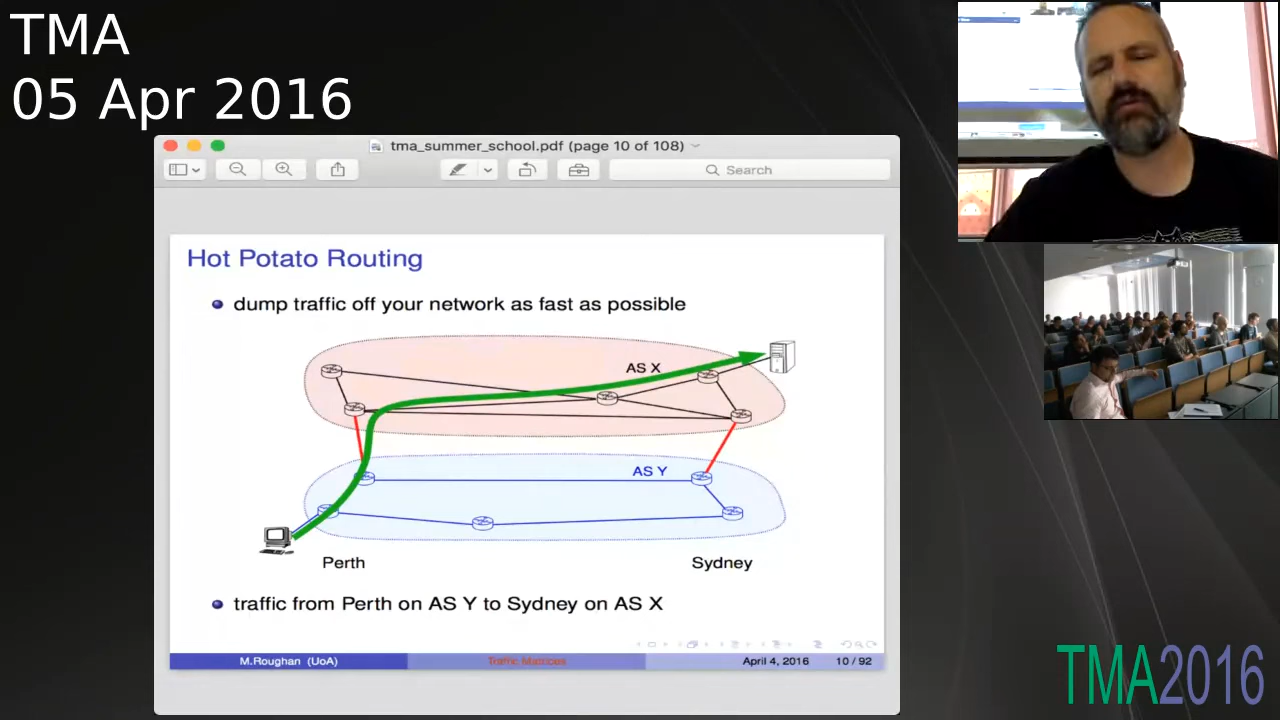 TMA
05 Apr 2016
tma_summer_school.pdf (page 10 of 108)
Search
Hot Potato Routing
dump traffic off your network as fast as possible
AS X
AS Y
Perth
Sydney
traffic from Perth on AS Y to Sydney on AS X
M.Roughan (UoA)
Traffic Matrices
April 4, 2016
10 / 92
TMA2016